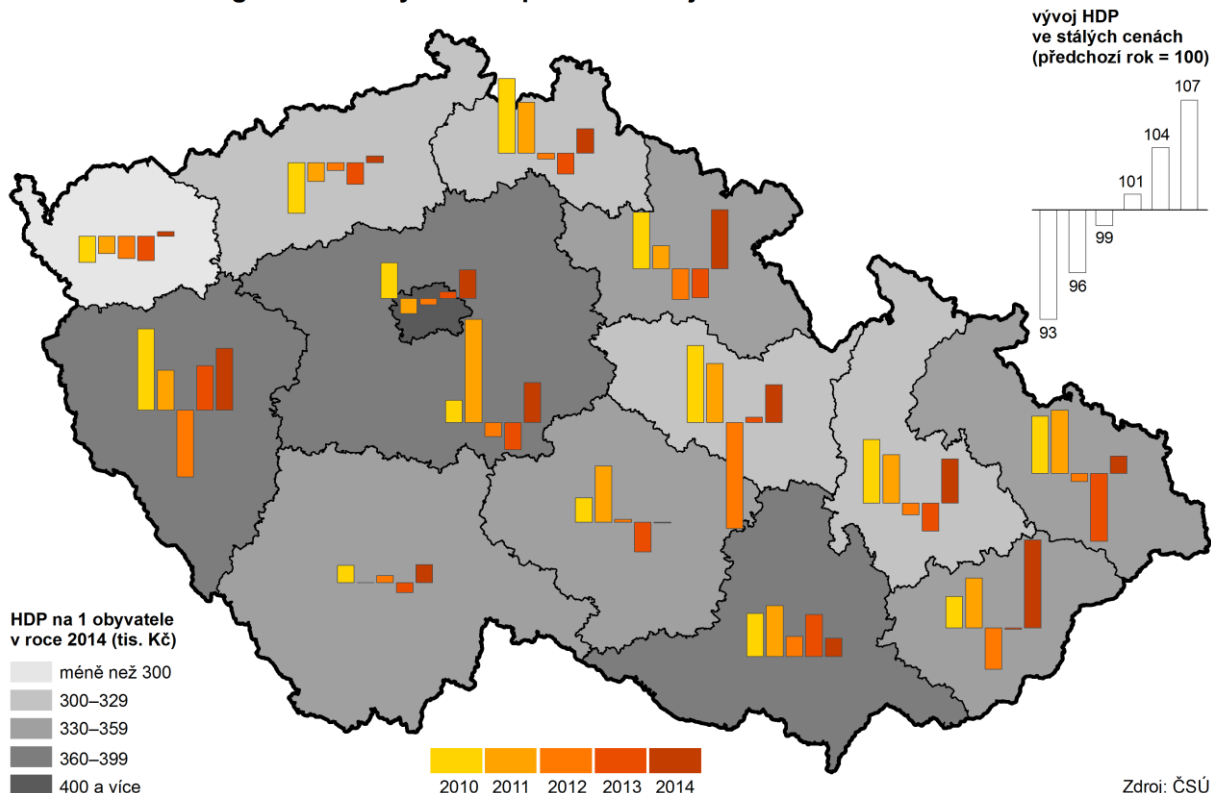 vývoj HDP
ve stálých cenách
(předchozí rok = 100)
107
104
101
99
96
93
HDP na 1 obyvatele
v roce 2014 (tis. Kč)
méně než 300
300–329
330–359
360–399
400 a více
2010 2011 2012 2013 2014
Zdroj: ČSÚ